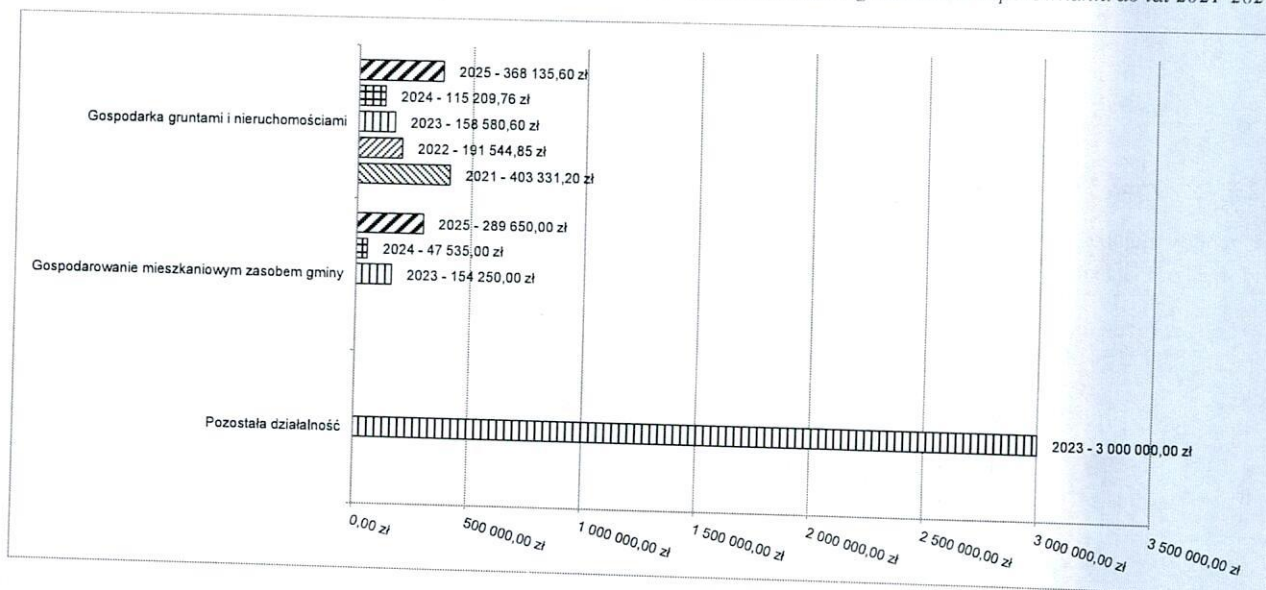 do lat 2021-202
2025 - 368 135,60 zł
2024 - 115 209,76 zł
Gospodarka gruntami i nieruchomościami
2023 - 158 580,60 zł
2022 - 191 544,85 zł
2021 - 403 331,20 zł
2025 - 289 650,00 zł
2024 - 47 535,00 zł
Gospodarowanie mieszkaniowym zasobem gminy
2023 - 154 250,00 zł
Pozostała działalność
2023 - 3 000 000,00 zł
0,00 zł
500 000,00 zł
1 000 000,00 zł
1 500 000,00 zł
2 000 000,00 zł
2 500 000,00 zł
3 000 000,00 zł
3 500 000,00 zł